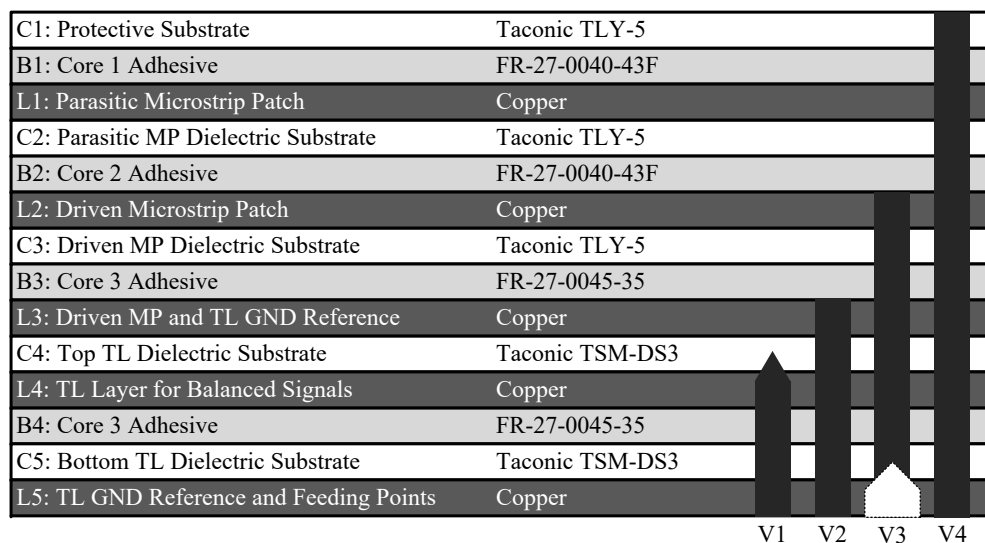 C1: Protective Substrate Taconic TLY-5
B1: Core 1 Adhesive FR-27-0040-43F
L1: Parasitic Microstrip Patch Copper
C2: Parasitic MP Dielectric Substrate Taconic TLY-5
B2: Core 2 Adhesive FR-27-0040-43F
L2: Driven Microstrip Patch Copper
C3: Driven MP Dielectric Substrate Taconic TLY-5
B3: Core 3 Adhesive FR-27-0045-35
L3: Driven MP and TL GND Reference Copper
C4: Top TL Dielectric Substrate Taconic TSM-DS3
L4: TL Layer for Balanced Signals Copper
B4: Core 3 Adhesive FR-27-0045-35
C5: Bottom TL Dielectric Substrate Taconic TSM-DS3
L5: TL GND Reference and Feeding Points Copper
V1 V2 V3 V4